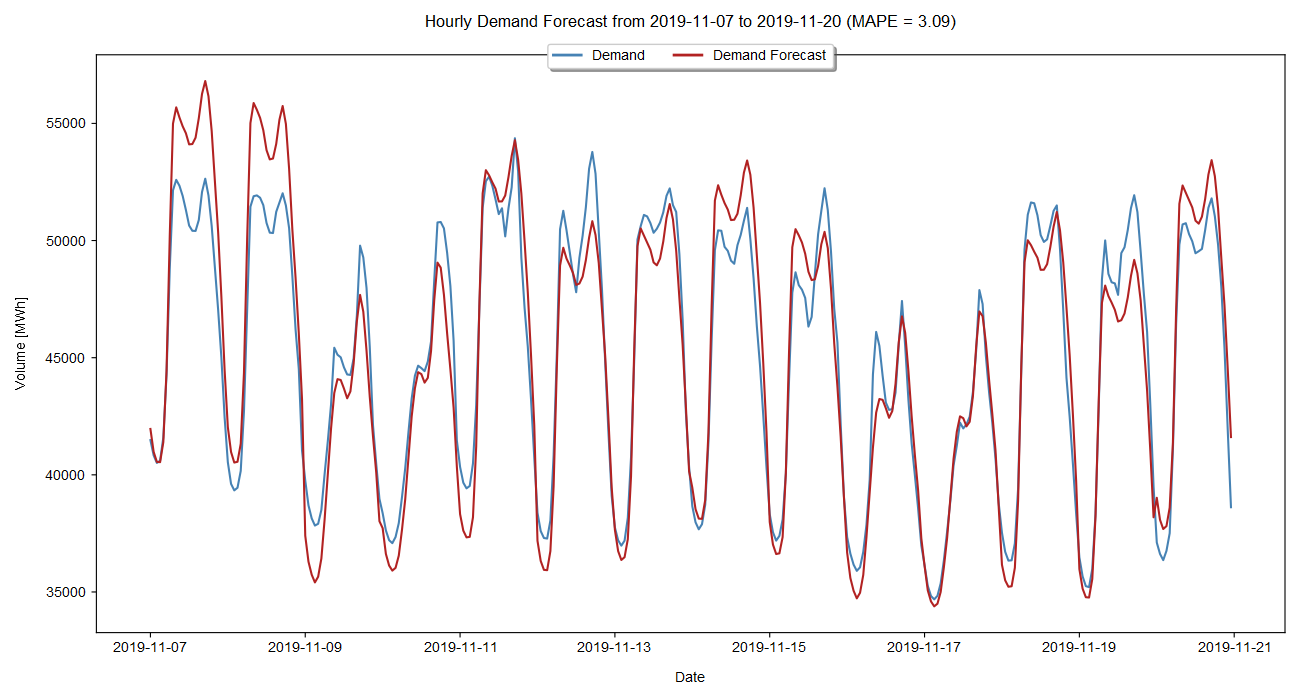 Hourly Demand Forecast from 2019-11-07 to 2019-11-20 (MAPE = 3.09)
Demand Demand Forecast
55000
50000
45000
40000
35000
Volume [MWh]
2019-11-07 2019-11-09 2019-11-11 2019-11-13 2019-11-15 2019-11-17 2019-11-19 2019-11-21
Date